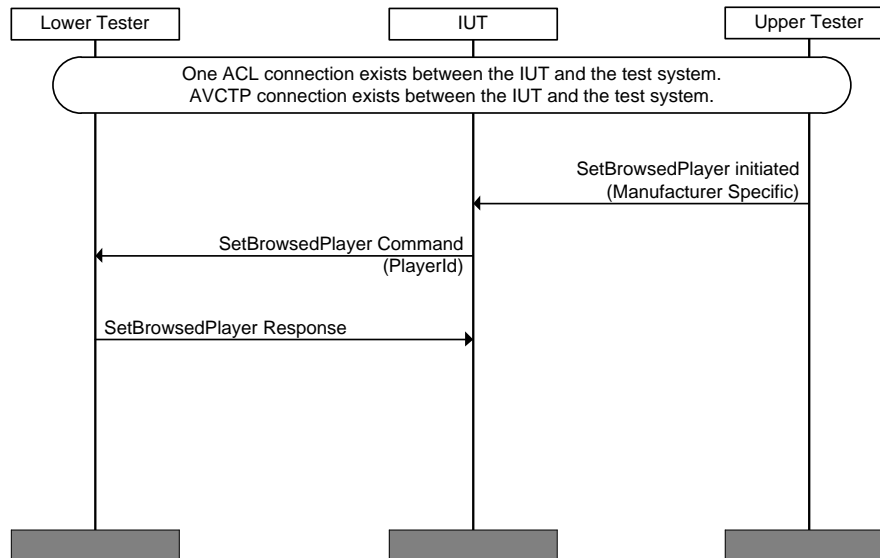 Lower Tester
IUT
Upper Tester
One ACL connection exists between the IUT and the test system.
AVCTP connection exists between the IUT and the test system.
SetBrowsedPlayer initiated
(Manufacturer Specific)
SetBrowsedPlayer Command
(PlayerId)
SetBrowsedPlayer Response